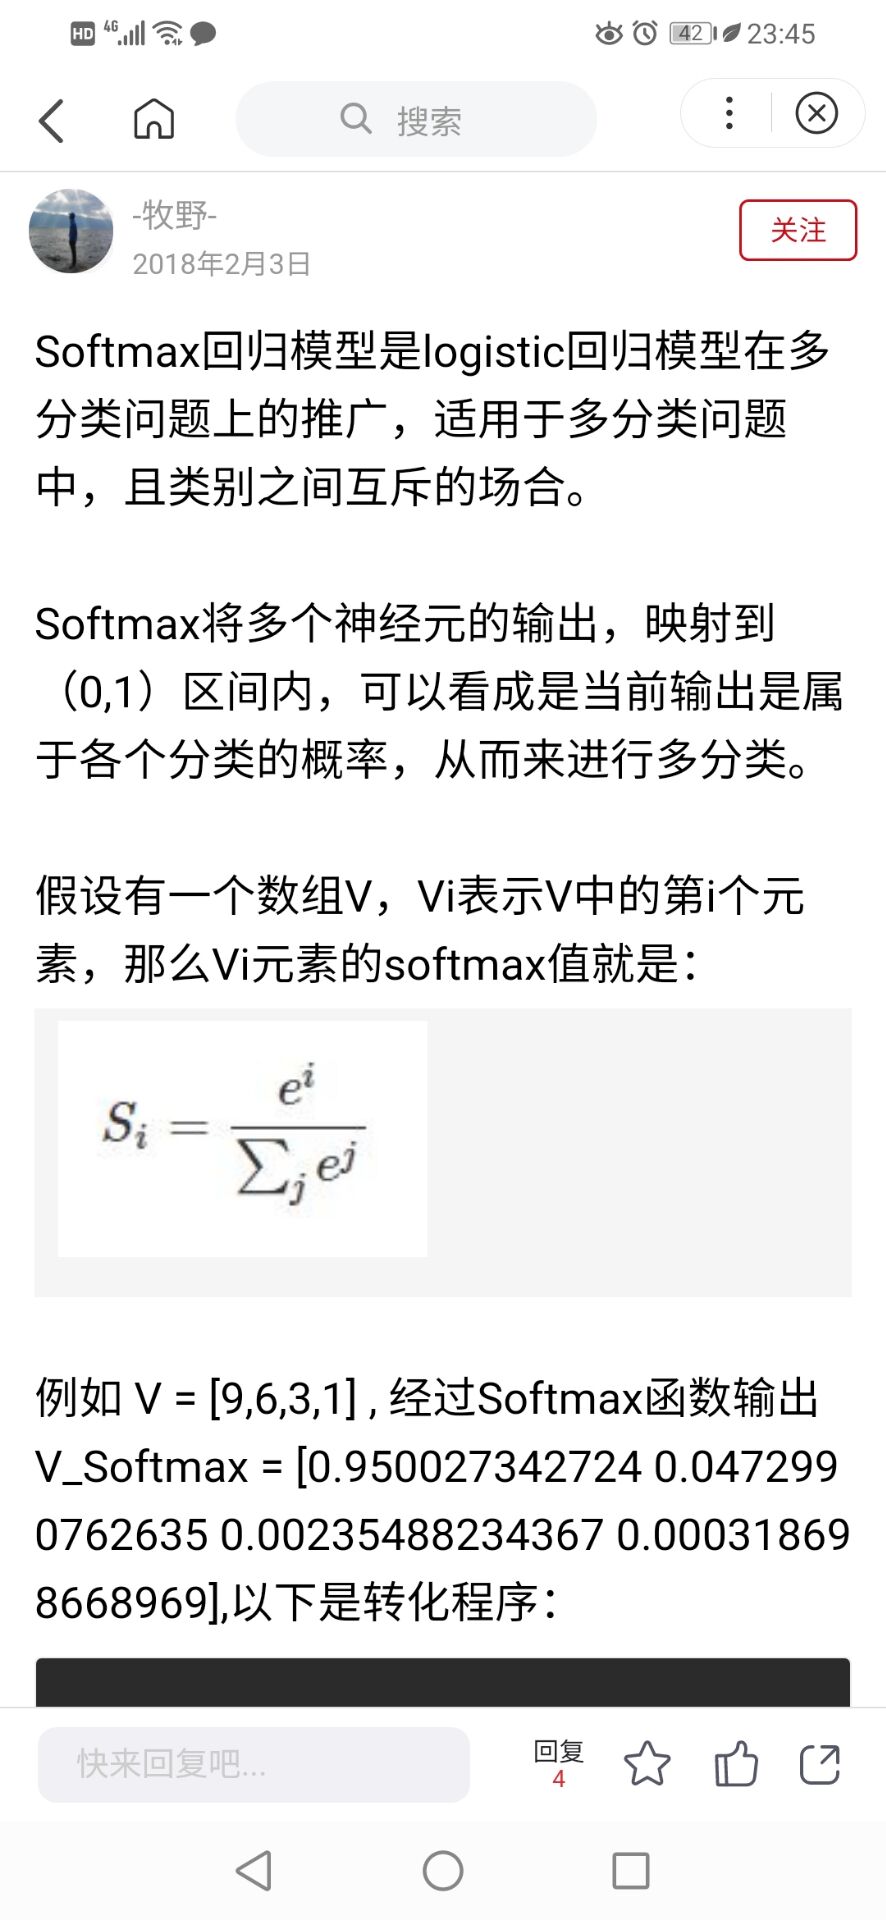 HD 4G 42 23:45
搜索
-牧野-
2018年2月3日
关注
Softmax回归模型是logistic回归模型在多
分类问题上的推广，适用于多分类问题
中，且类别之间互斥的场合。
Softmax将多个神经元的输出，映射到
（0,1）区间内，可以看成是当前输出是属
于各个分类的概率，从而来进行多分类。
假设有一个数组V，Vi表示V中的第i个元
素，那么Vi元素的softmax值就是：
S_i = e^i / ∑_j e^j
例如 V = [9,6,3,1] , 经过Softmax函数输出
V_Softmax = [0.950027342724 0.047299
0762635 0.00235488234367 0.00031869
8668969],以下是转化程序：
快来回复吧...
回复
4